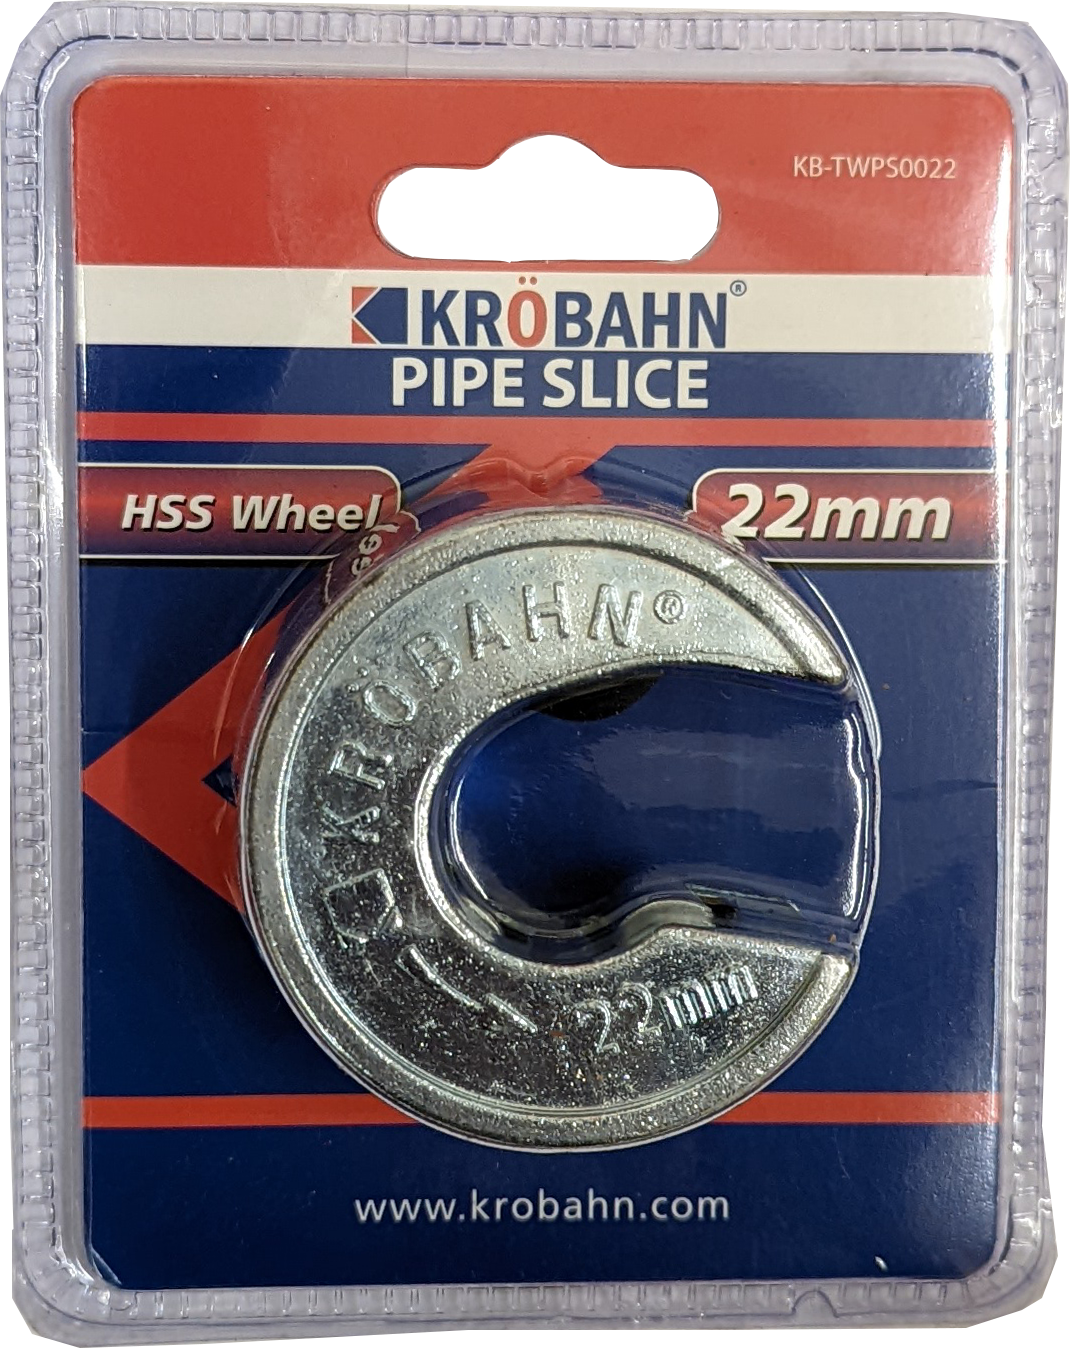 KB-TWPS0022
KRÖBAHN®
PIPE SLICE
HSS Wheel
22mm
KRÖBAHN®
22mm
www.krobahn.com